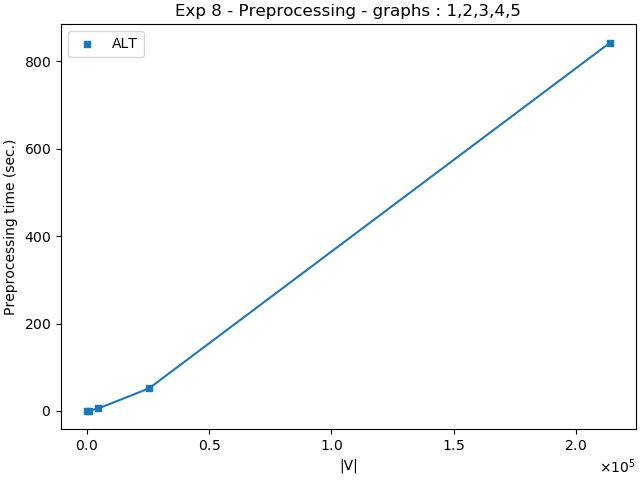 Exp 8 - Preprocessing - graphs : 1,2,3,4,5
ALT
Preprocessing time (sec.)
800
600
400
200
0
0.0 0.5 1.0 1.5 2.0
|V|
×10⁵